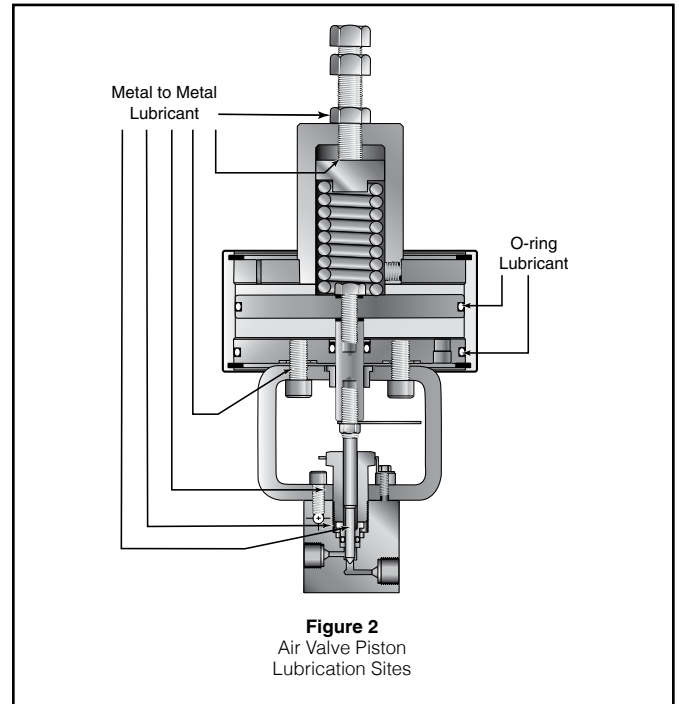 Metal to Metal
Lubricant
O-ring
Lubricant
Figure 2
Air Valve Piston
Lubrication Sites